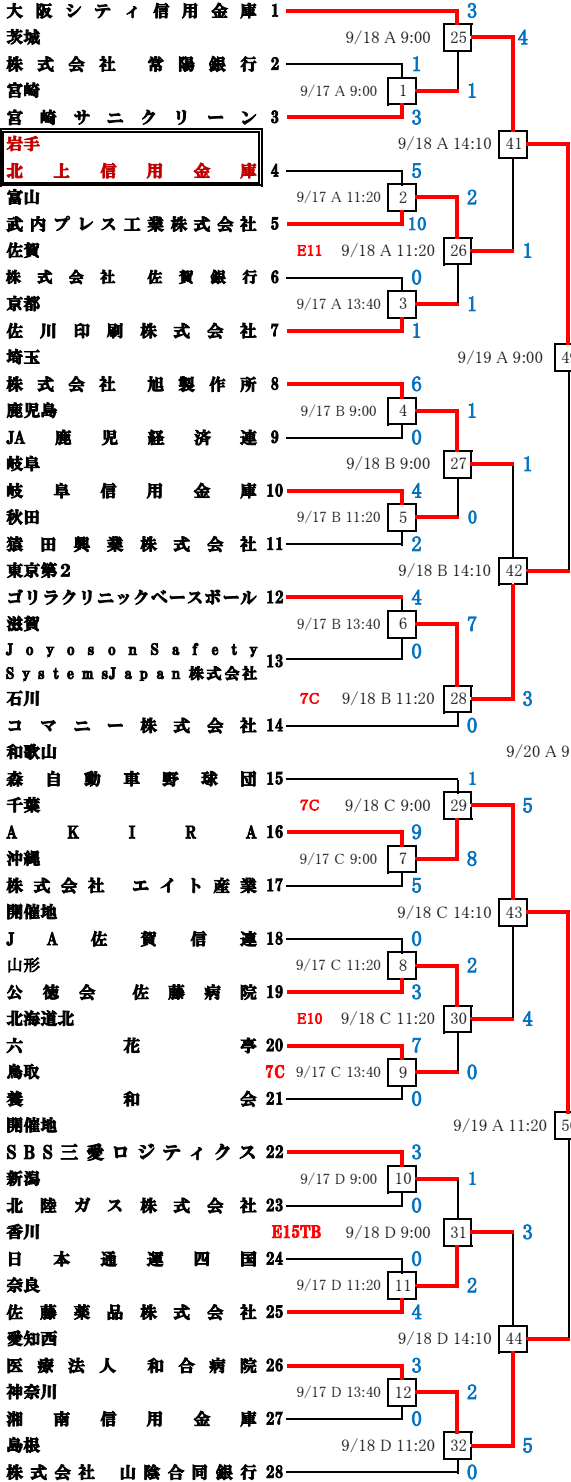 大阪シティ信用金庫 1 3
茨城 9/18 A 9:00 25 4
株式会社 常陽銀行 2 1
宮崎 9/17 A 9:00 1 1
宮崎サニクリーン 3 3
岩手 9/18 A 14:10 41
北上信用金庫 4 5
富山 9/17 A 11:20 2 2
武内プレス工業株式会社 5 10
佐賀 E11 9/18 A 11:20 26 1
株式会社 佐賀銀行 6 0
京都 9/17 A 13:40 3 1
佐川印刷株式会社 7 1
埼玉 9/19 A 9:00 49
株式会社 旭製作所 8 6
鹿児島 9/17 B 9:00 4 1
JA鹿児経済連 9 0
岐阜 9/18 B 9:00 27 1
岐阜信用金庫 10 4
秋田 9/17 B 11:20 5 0
猿田興業株式会社 11 2
東京第2 9/18 B 14:10 42
ゴリラクリニックベースボール 12 4
滋賀 9/17 B 13:40 6 7
Joyoson Safety 0
SystemsJapan株式会社 13
石川 7C 9/18 B 11:20 28 3
コマニー株式会社 14 0
和歌山 9/20 A 9
森自動車野球団 15 1
千葉 7C 9/18 C 9:00 29 5
AKIRA 16 9
沖縄 9/17 C 9:00 7 8
株式会社 エイト産業 17 5
開催地 9/18 C 14:10 43
JA佐賀信連 18 0
山形 9/17 C 11:20 8 2
公徳会 佐藤病院 19 3
北海道北 E10 9/18 C 11:20 30 4
六花亭 20 7
鳥取 7C 9/17 C 13:40 9 0
養和会 21 0
開催地 9/19 A 11:20 50
SBS三愛ロジティクス 22 3
新潟 9/17 D 9:00 10 1
北陸ガス株式会社 23 0
香川 E15TB 9/18 D 9:00 31 3
日本通運四国 24 0
奈良 9/17 D 11:20 11 2
佐藤薬品株式会社 25 4
愛知西 9/18 D 14:10 44
医療法人 和合病院 26 3
神奈川 9/17 D 13:40 12 2
湘南信用金庫 27 0
島根 9/18 D 11:20 32 5
株式会社 山陰合同銀行 28 0